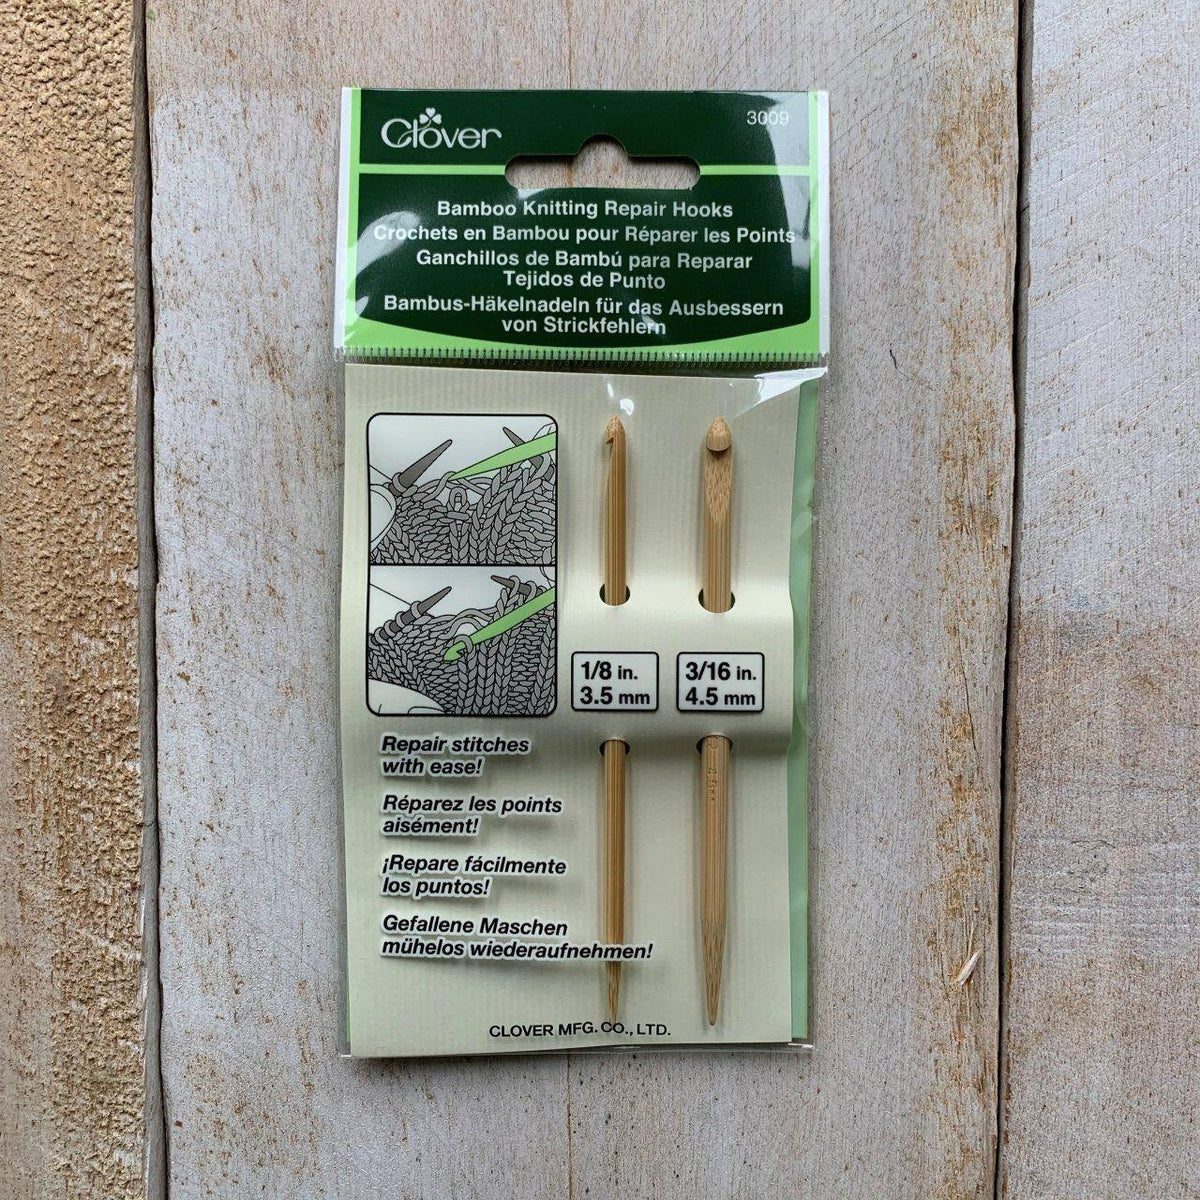 Clover
3009
Bamboo Knitting Repair Hooks
Crochets en Bambou pour Réparer les Points
Ganchillos de Bambú para Reparar
Tejidos de Punto
Bambus-Häkelnadeln für das Ausbessern
von Strickfehlern
1/8 in.
3.5 mm
3/16 in.
4.5 mm
Repair stitches
with ease!
Réparez les points
aisément!
¡Repare fácilmente
los puntos!
Gefallene Maschen
mühelos wiederaufnehmen!
CLOVER MFG. CO., LTD.